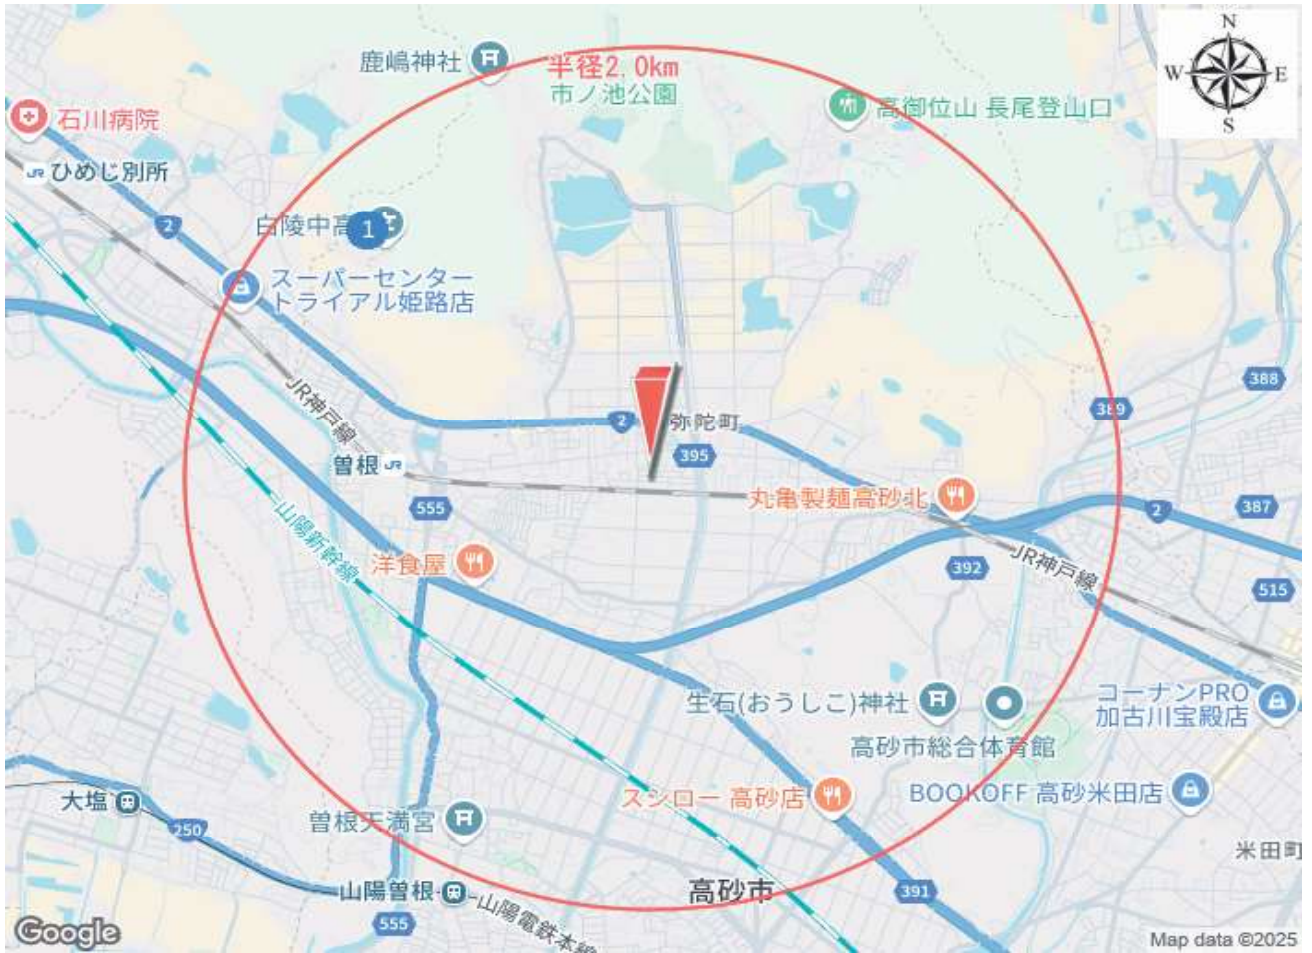 N
W E
S
鹿嶋神社
半径2.0km
市ノ池公園
高御位山 長尾登山口
石川病院
JR ひめじ別所
2
白陵中高
1
スーパーセンター
トライアル姫路店
JR神戸線
388
389
2
弥陀町
395
曽根 JR
丸亀製麺高砂北
555
2
387
山陽新幹線
洋食屋
392
JR神戸線
515
生石(おうしこ)神社
コーナンPRO
加古川宝殿店
高砂市総合体育館
大塩
スシロー 高砂店
BOOKOFF 高砂米田店
250
曽根天満宮
米田町
山陽曽根
高砂市
391
555
山陽電鉄本線
Google
Map data ©2025